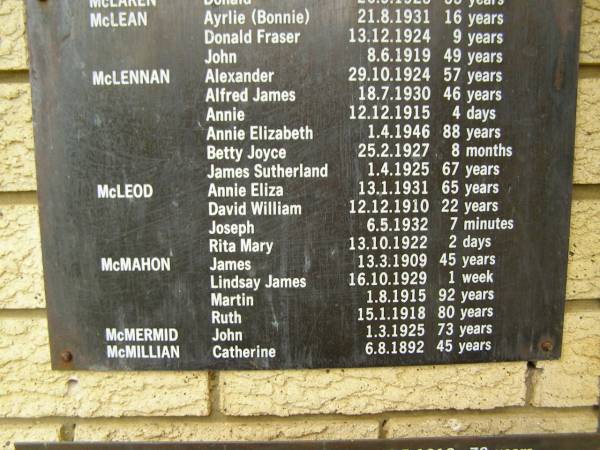 McLAREN Donald years
McLEAN Ayrlie (Bonnie) 21.8.1931 16 years
Donald Fraser 13.12.1924 9 years
John 8.6.1919 49 years
McLENNAN Alexander 29.10.1924 57 years
Alfred James 18.7.1930 46 years
Annie 12.12.1915 4 days
Annie Elizabeth 1.4.1946 88 years
Betty Joyce 25.2.1927 8 months
James Sutherland 1.4.1925 67 years
McLEOD Annie Eliza 13.1.1931 65 years
David William 12.12.1910 22 years
Joseph 6.5.1932 7 minutes
Rita Mary 13.10.1922 2 days
McMAHON James 13.3.1909 45 years
Lindsay James 16.10.1929 1 week
Martin 1.8.1915 92 years
Ruth 15.1.1918 80 years
McMERMID John 1.3.1925 73 years
McMILLIAN Catherine 6.8.1892 45 years
years